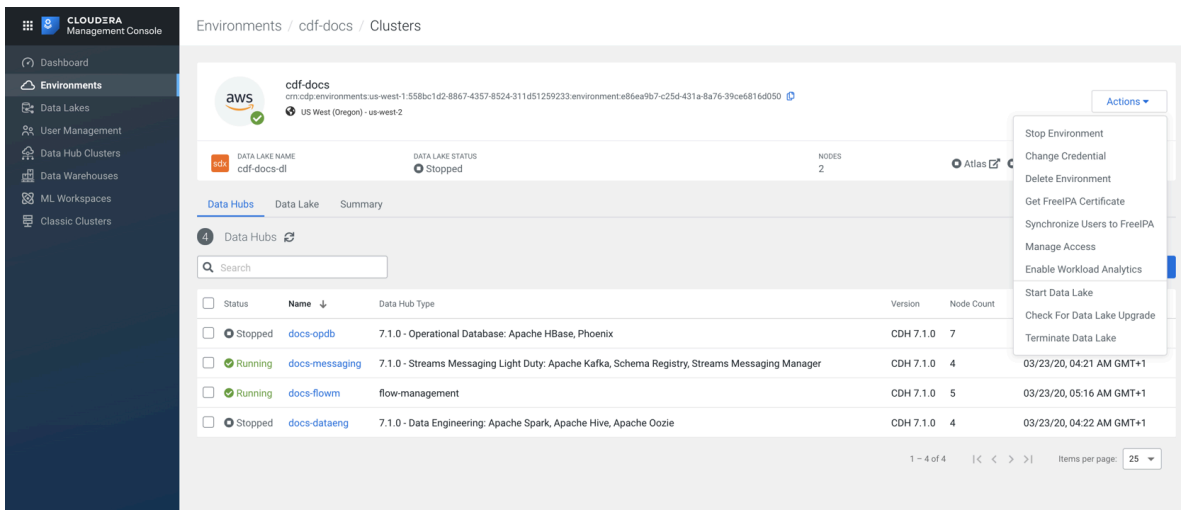 CLOUDERA
Management Console
Dashboard
Environments
Data Lakes
User Management
Data Hub Clusters
Data Warehouses
ML Workspaces
Classic Clusters
Environments / cdf-docs / Clusters
aws
cdf-docs
crn:cdp:environments:us-west-1:558bc1d2-8867-4357-8524-311d51259233:environment:e86ea9b7-c25d-431a-8a76-39ce6816d050
US West (Oregon) - us-west-2
Actions
Stop Environment
Change Credential
Delete Environment
Get FreeIPA Certificate
Synchronize Users to FreeIPA
Manage Access
Enable Workload Analytics
Start Data Lake
Check For Data Lake Upgrade
Terminate Data Lake
sdx
DATA LAKE NAME DATA LAKE STATUS NODES
cdf-docs-dl Stopped 2 Atlas
Data Hubs Data Lake Summary
4 Data Hubs
Search
Status Name Data Hub Type Version Node Count
Stopped docs-opdb 7.1.0 - Operational Database: Apache HBase, Phoenix CDH 7.1.0 7
Running docs-messaging 7.1.0 - Streams Messaging Light Duty: Apache Kafka, Schema Registry, Streams Messaging Manager CDH 7.1.0 4 03/23/20, 04:21 AM GMT+1
Running docs-flowm flow-management CDH 7.1.0 5 03/23/20, 05:16 AM GMT+1
Stopped docs-dataeng 7.1.0 - Data Engineering: Apache Spark, Apache Hive, Apache Oozie CDH 7.1.0 4 03/23/20, 04:22 AM GMT+1
1 – 4 of 4 Items per page: 25